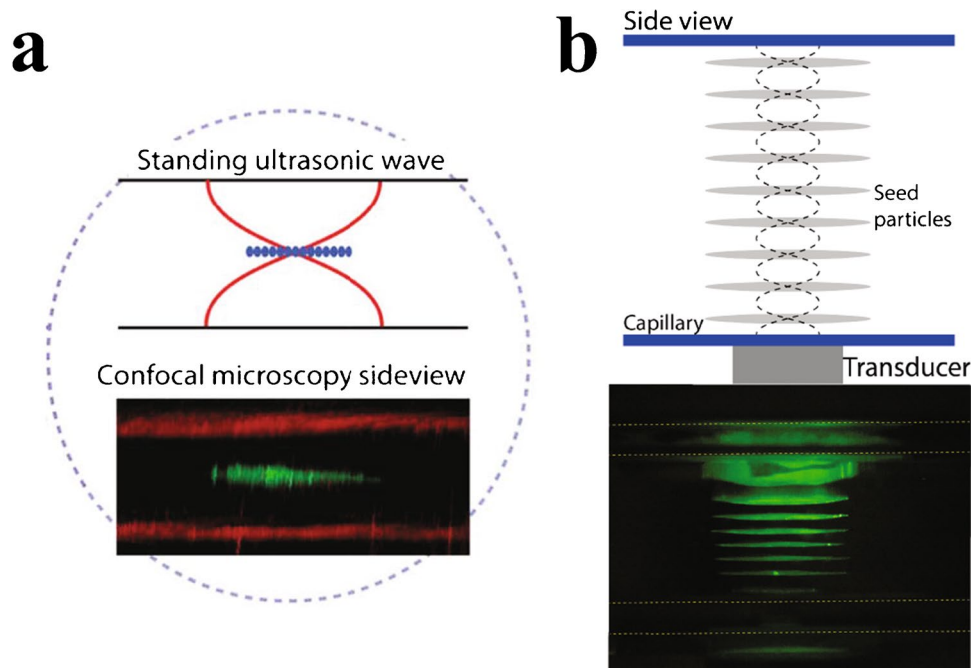 a
Standing ultrasonic wave
Confocal microscopy sideview
b
Side view
Seed
particles
Capillary
Transducer